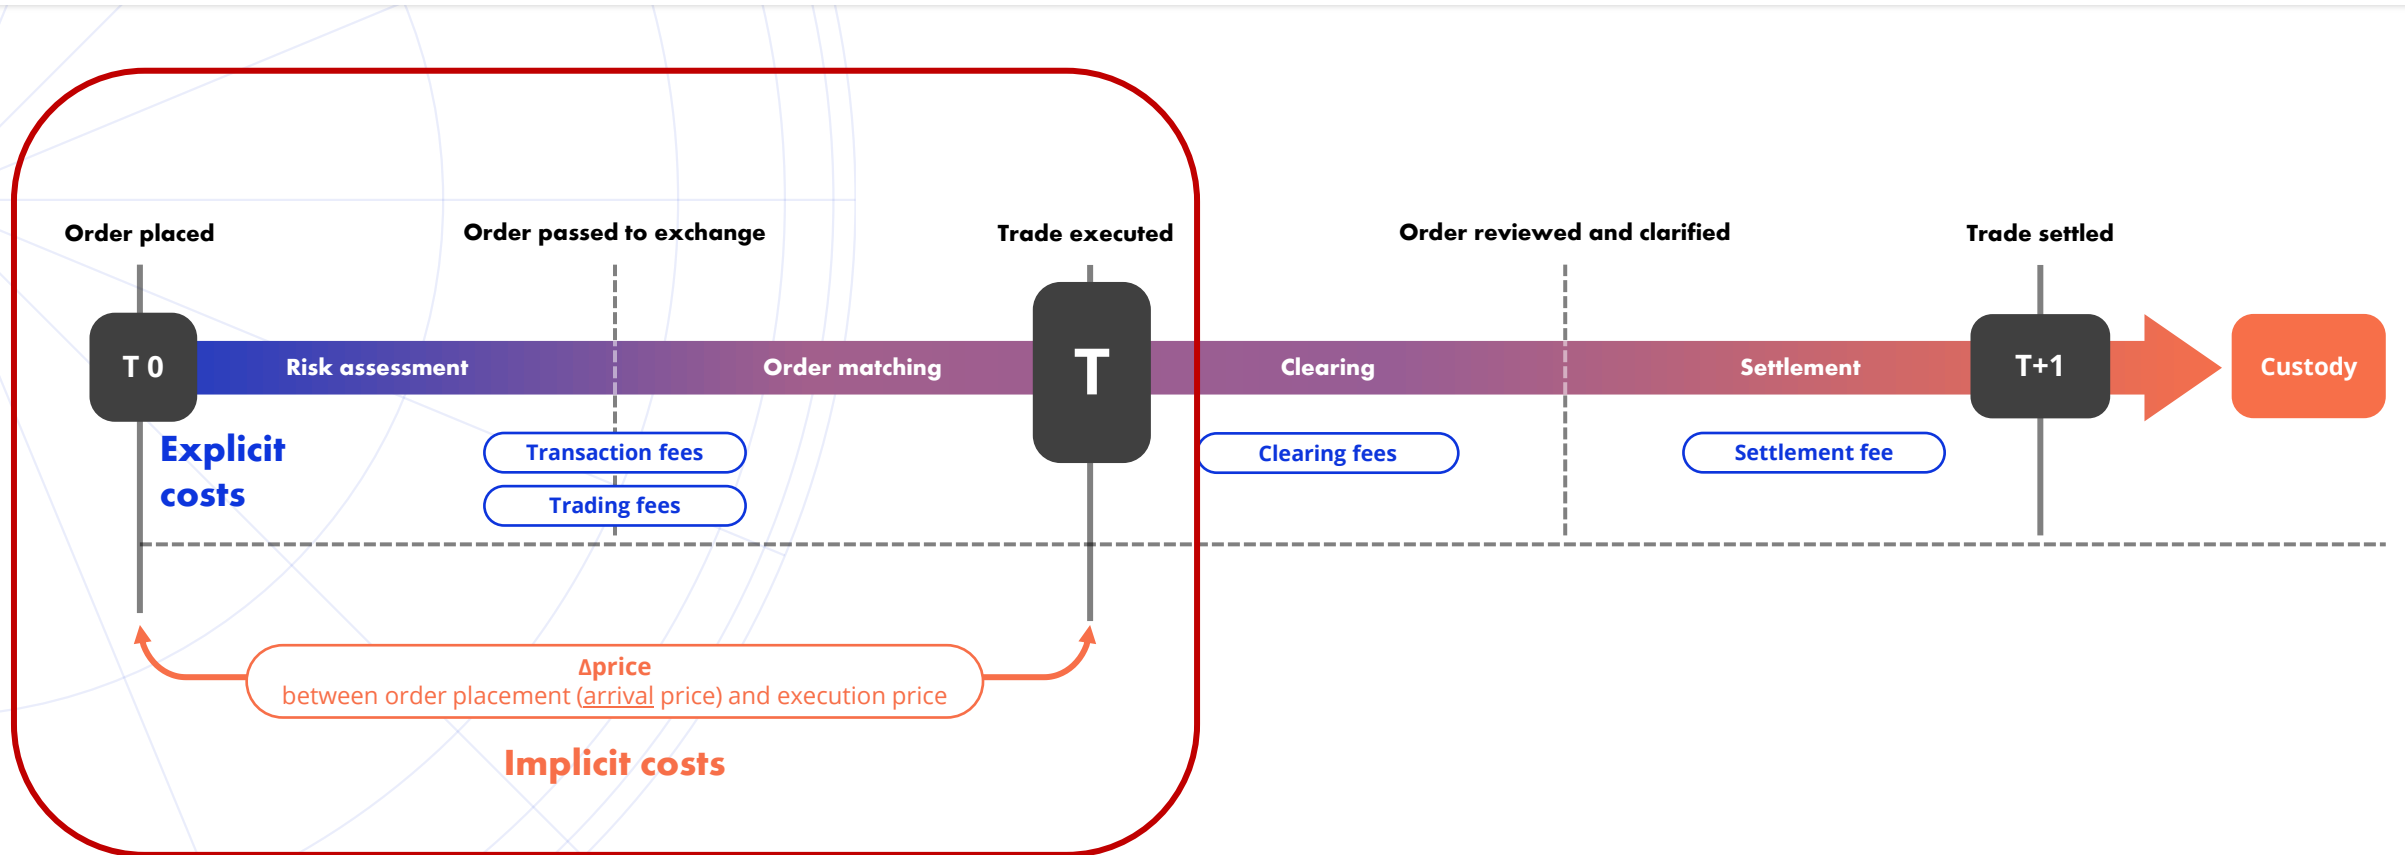 Order placed
Order passed to exchange
Trade executed
Order reviewed and clarified
Trade settled
T 0
Risk assessment
Order matching
T
Clearing
Settlement
T+1
Custody
Explicit
costs
Transaction fees
Trading fees
Clearing fees
Settlement fee
Δprice
between order placement (arrival price) and execution price
Implicit costs